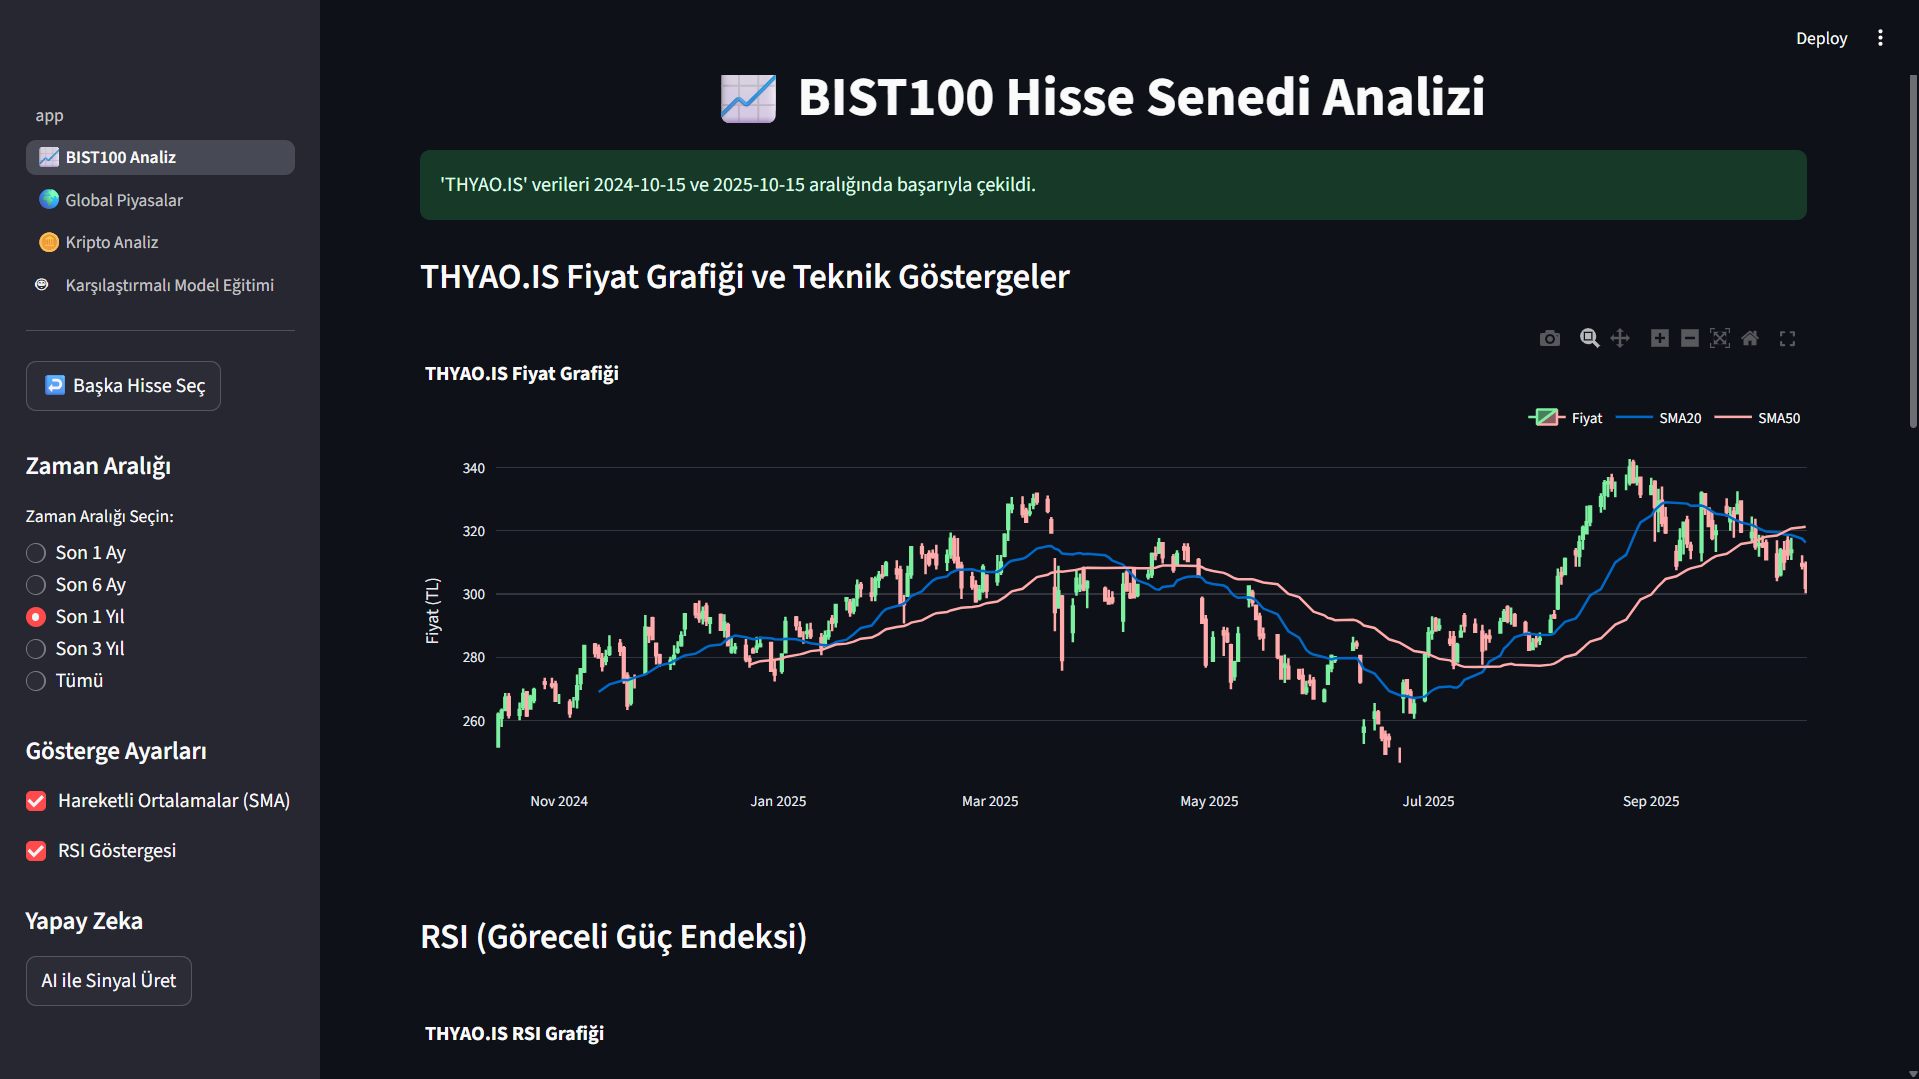 Deploy
app
BIST100 Analiz
Global Piyasalar
Kripto Analiz
Karşılaştırmalı Model Eğitimi
Başka Hisse Seç
Zaman Aralığı
Zaman Aralığı Seçin:
Son 1 Ay
Son 6 Ay
Son 1 Yıl
Son 3 Yıl
Tümü
Gösterge Ayarları
Hareketli Ortalamalar (SMA)
RSI Göstergesi
Yapay Zeka
AI ile Sinyal Üret
BIST100 Hisse Senedi Analizi
'THYAO.IS' verileri 2024-10-15 ve 2025-10-15 aralığında başarıyla çekildi.
THYAO.IS Fiyat Grafiği ve Teknik Göstergeler
THYAO.IS Fiyat Grafiği
Fiyat SMA20 SMA50
340
320
300
280
260
Fiyat (TL)
Nov 2024 Jan 2025 Mar 2025 May 2025 Jul 2025 Sep 2025
RSI (Göreceli Güç Endeksi)
THYAO.IS RSI Grafiği